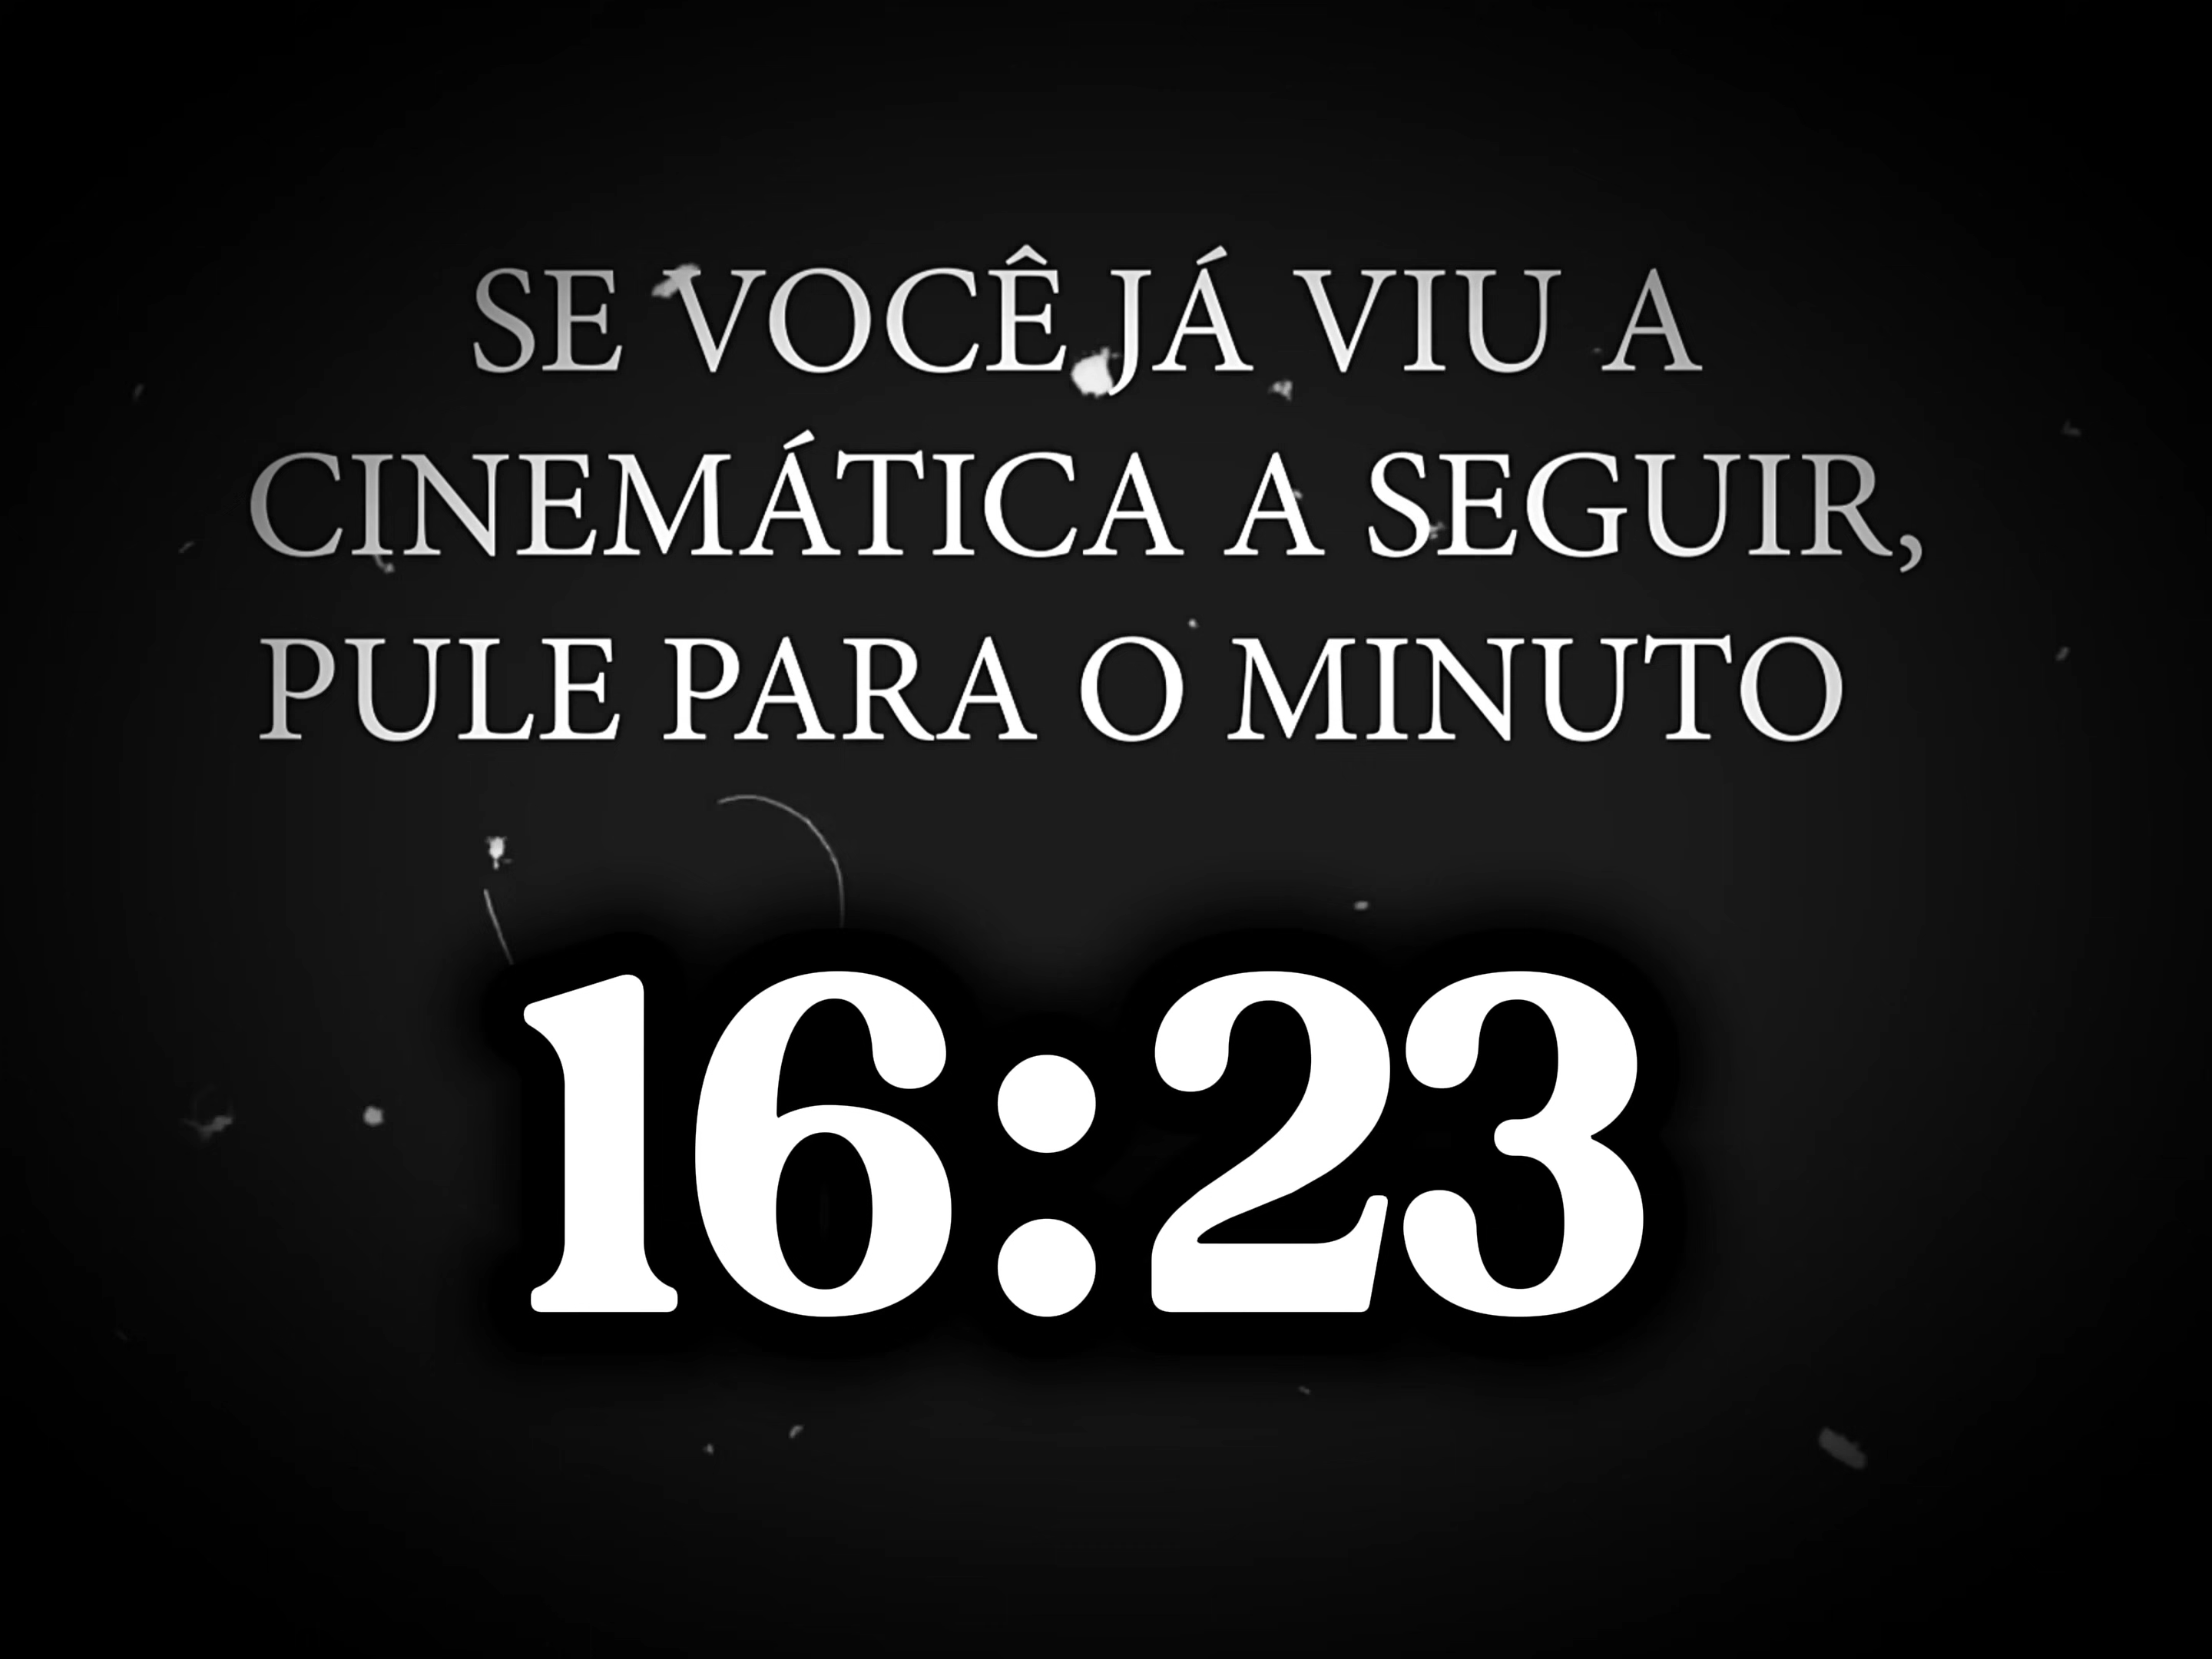 SE VOCÊ JÁ VIU A
CINEMÁTICA A SEGUIR,
PULE PARA O MINUTO
16:23